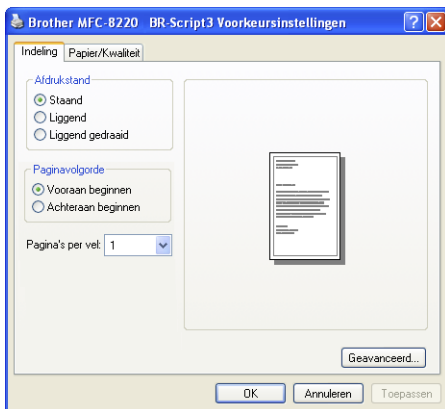 Brother MFC-8220 BR-Script3 Voorkeursinstellingen
Indeling Papier/Kwaliteit
Afdrukstand
Staand
Liggend
Liggend gedraaid
Paginavolgorde
Vooraan beginnen
Achteraan beginnen
Pagina's per vel: 1
Geavanceerd...
OK Annuleren Toepassen